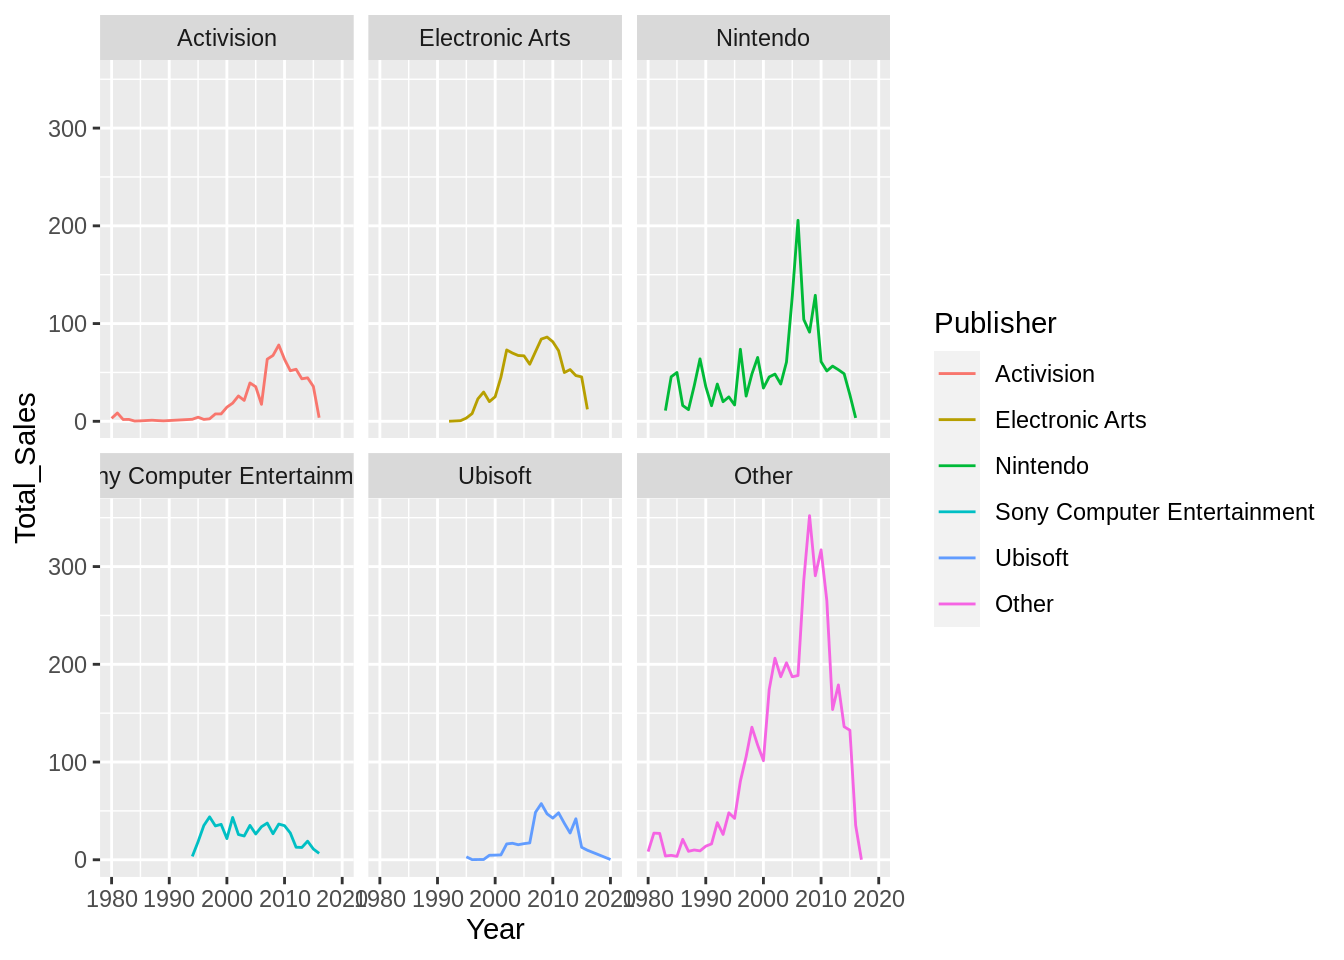 Activision
Electronic Arts
Nintendo
300
200
100
0
ny Computer Entertainm
Ubisoft
Other
300
200
100
0
1980 1990 2000 2010 2020
1980 1990 2000 2010 2020
1980 1990 2000 2010 2020
Year
Total_Sales
Publisher
Activision
Electronic Arts
Nintendo
Sony Computer Entertainment
Ubisoft
Other